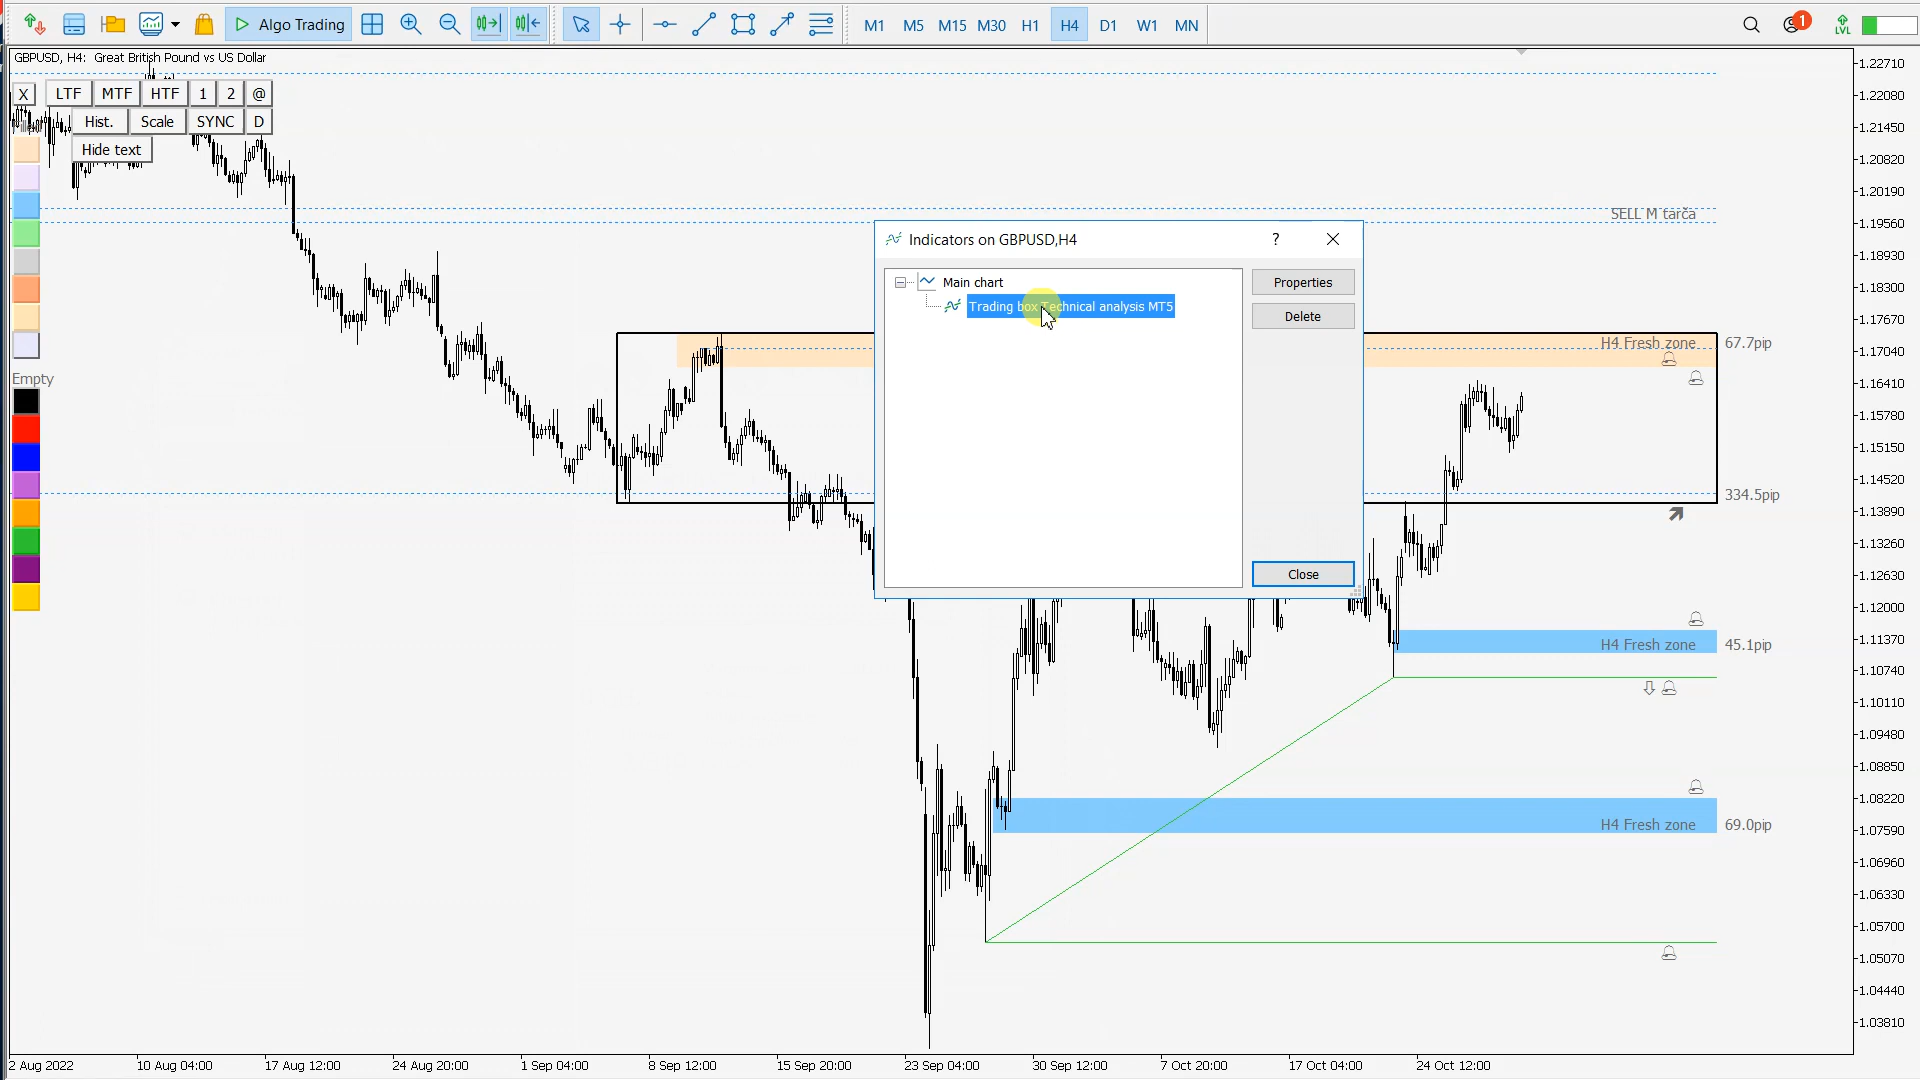 Algo Trading
M1
M5
M15
M30
H1
H4
D1
W1
MN
1
LVL
GBPUSD, H4: Great British Pound vs US Dollar
X
LTF
MTF
HTF
1
2
@
Hist.
Scale
SYNC
D
Hide text
Empty
SELL M tarča
Indicators on GBPUSD,H4
?
Main chart
Trading box Technical analysis MT5
Properties
Delete
Close
H4 Fresh zone
67.7pip
334.5pip
H4 Fresh zone
45.1pip
H4 Fresh zone
69.0pip
1.22710
1.22080
1.21450
1.20820
1.20190
1.19560
1.18930
1.18300
1.17670
1.17040
1.16410
1.15780
1.15150
1.14520
1.13890
1.13260
1.12630
1.12000
1.11370
1.10740
1.10110
1.09480
1.08850
1.08220
1.07590
1.06960
1.06330
1.05700
1.05070
1.04440
1.03810
2 Aug 2022
10 Aug 04:00
17 Aug 12:00
24 Aug 20:00
1 Sep 04:00
8 Sep 12:00
15 Sep 20:00
23 Sep 04:00
30 Sep 12:00
7 Oct 20:00
17 Oct 04:00
24 Oct 12:00